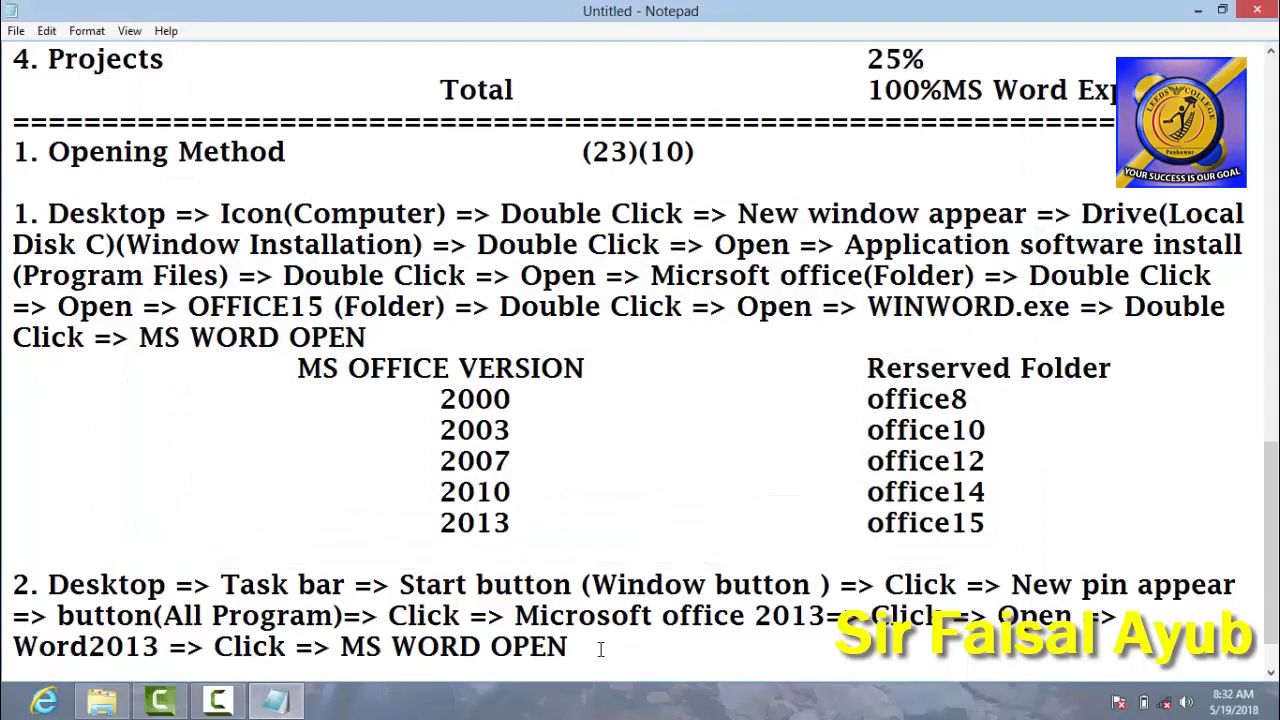 Untitled - Notepad
File Edit Format View Help
4. Projects 25%
Total 100%MS Word Exp
================================================================
1. Opening Method (23)(10)
1. Desktop => Icon(Computer) => Double Click => New window appear => Drive(Local
Disk C)(Window Installation) => Double Click => Open => Application software install
(Program Files) => Double Click => Open => Micrsoft office(Folder) => Double Click
=> Open => OFFICE15 (Folder) => Double Click => Open => WINWORD.exe => Double
Click => MS WORD OPEN
MS OFFICE VERSION Rerserved Folder
2000 office8
2003 office10
2007 office12
2010 office14
2013 office15
2. Desktop => Task bar => Start button (Window button ) => Click => New pin appear
=> button(All Program)=> Click => Microsoft office 2013=> Click => Open =>
Word2013 => Click => MS WORD OPEN
LEEDS COLLEGE
Peshawar
YOUR SUCCESS IS OUR GOAL
Sir Faisal Ayub
8:32 AM
5/19/2018